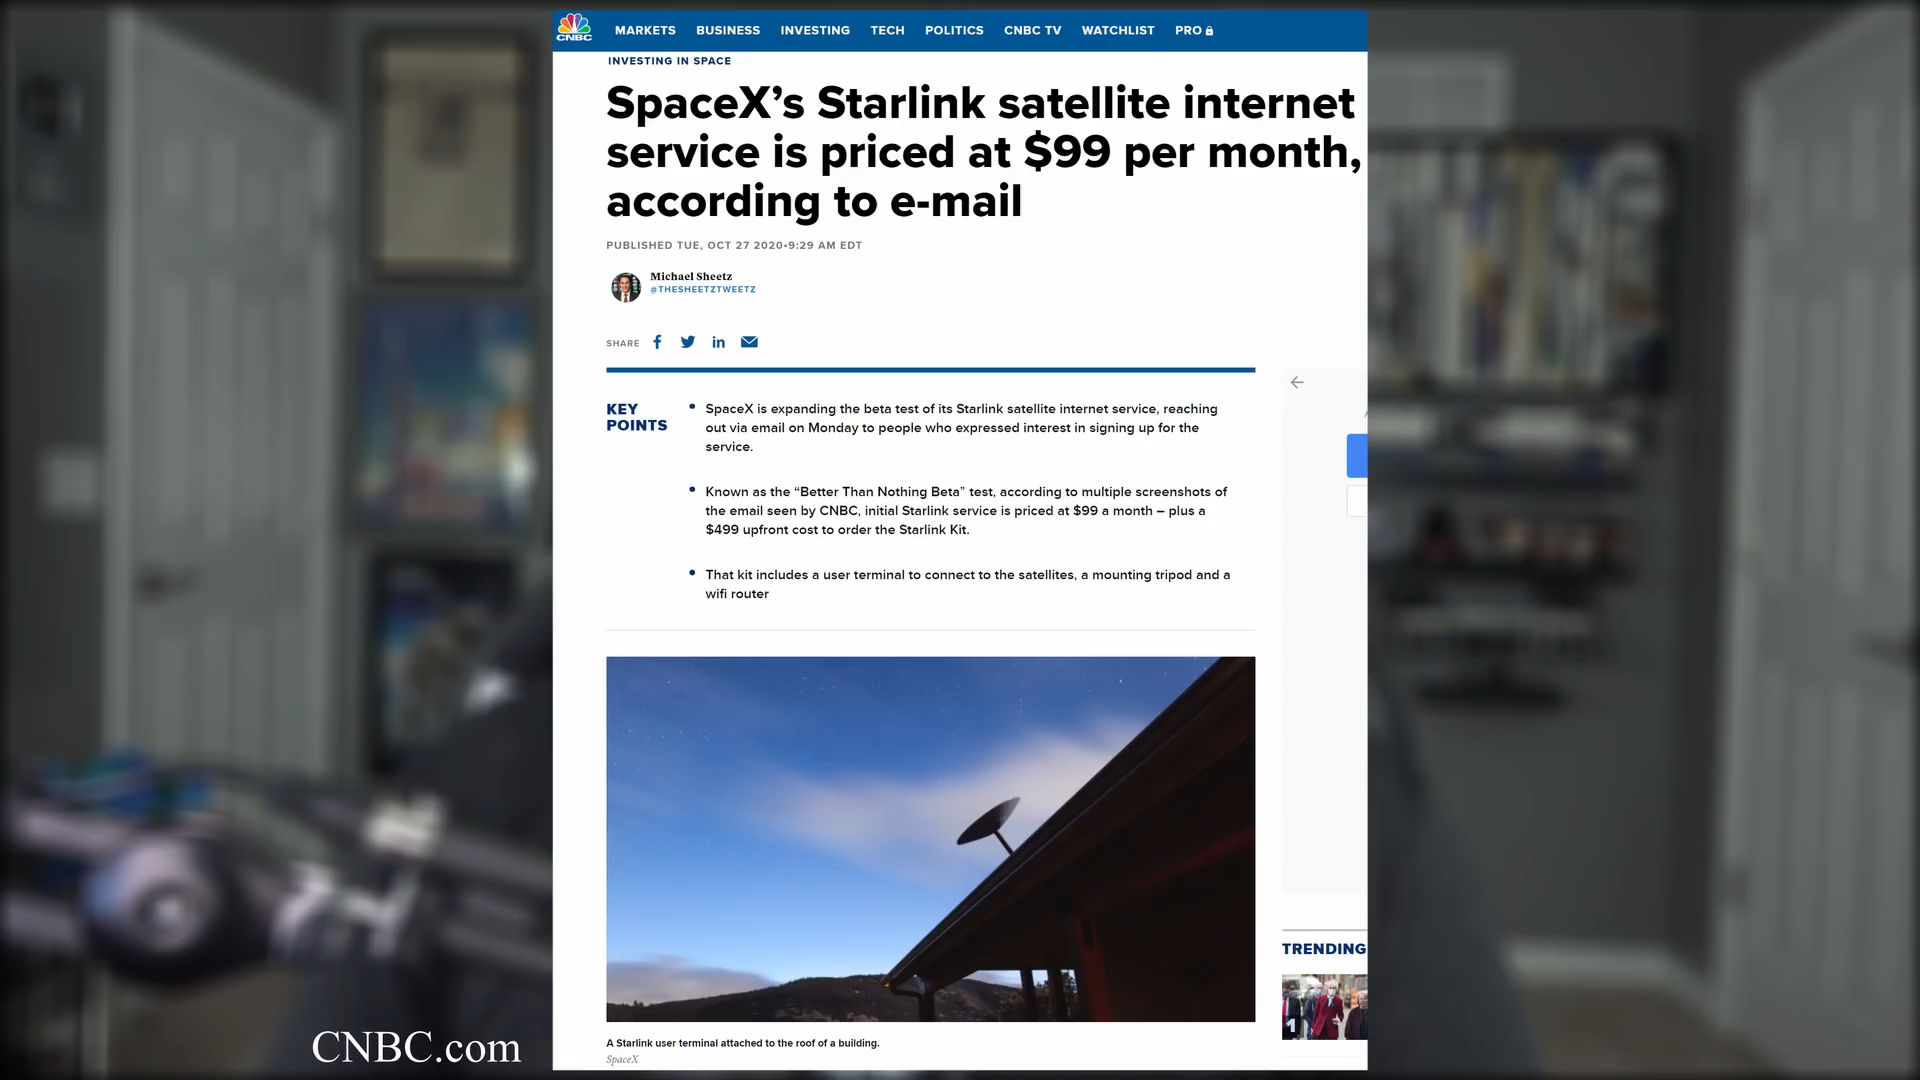 CNBC
MARKETS BUSINESS INVESTING TECH POLITICS CNBC TV WATCHLIST PRO
INVESTING IN SPACE
SpaceX’s Starlink satellite internet
service is priced at $99 per month,
according to e-mail
PUBLISHED TUE, OCT 27 2020•9:29 AM EDT
Michael Sheetz
@THESHEETZTWEETZ
SHARE
KEY
POINTS
SpaceX is expanding the beta test of its Starlink satellite internet service, reaching
out via email on Monday to people who expressed interest in signing up for the
service.
Known as the “Better Than Nothing Beta” test, according to multiple screenshots of
the email seen by CNBC, initial Starlink service is priced at $99 a month – plus a
$499 upfront cost to order the Starlink Kit.
That kit includes a user terminal to connect to the satellites, a mounting tripod and a
wifi router
TRENDING
1
A Starlink user terminal attached to the roof of a building.
SpaceX
CNBC.com